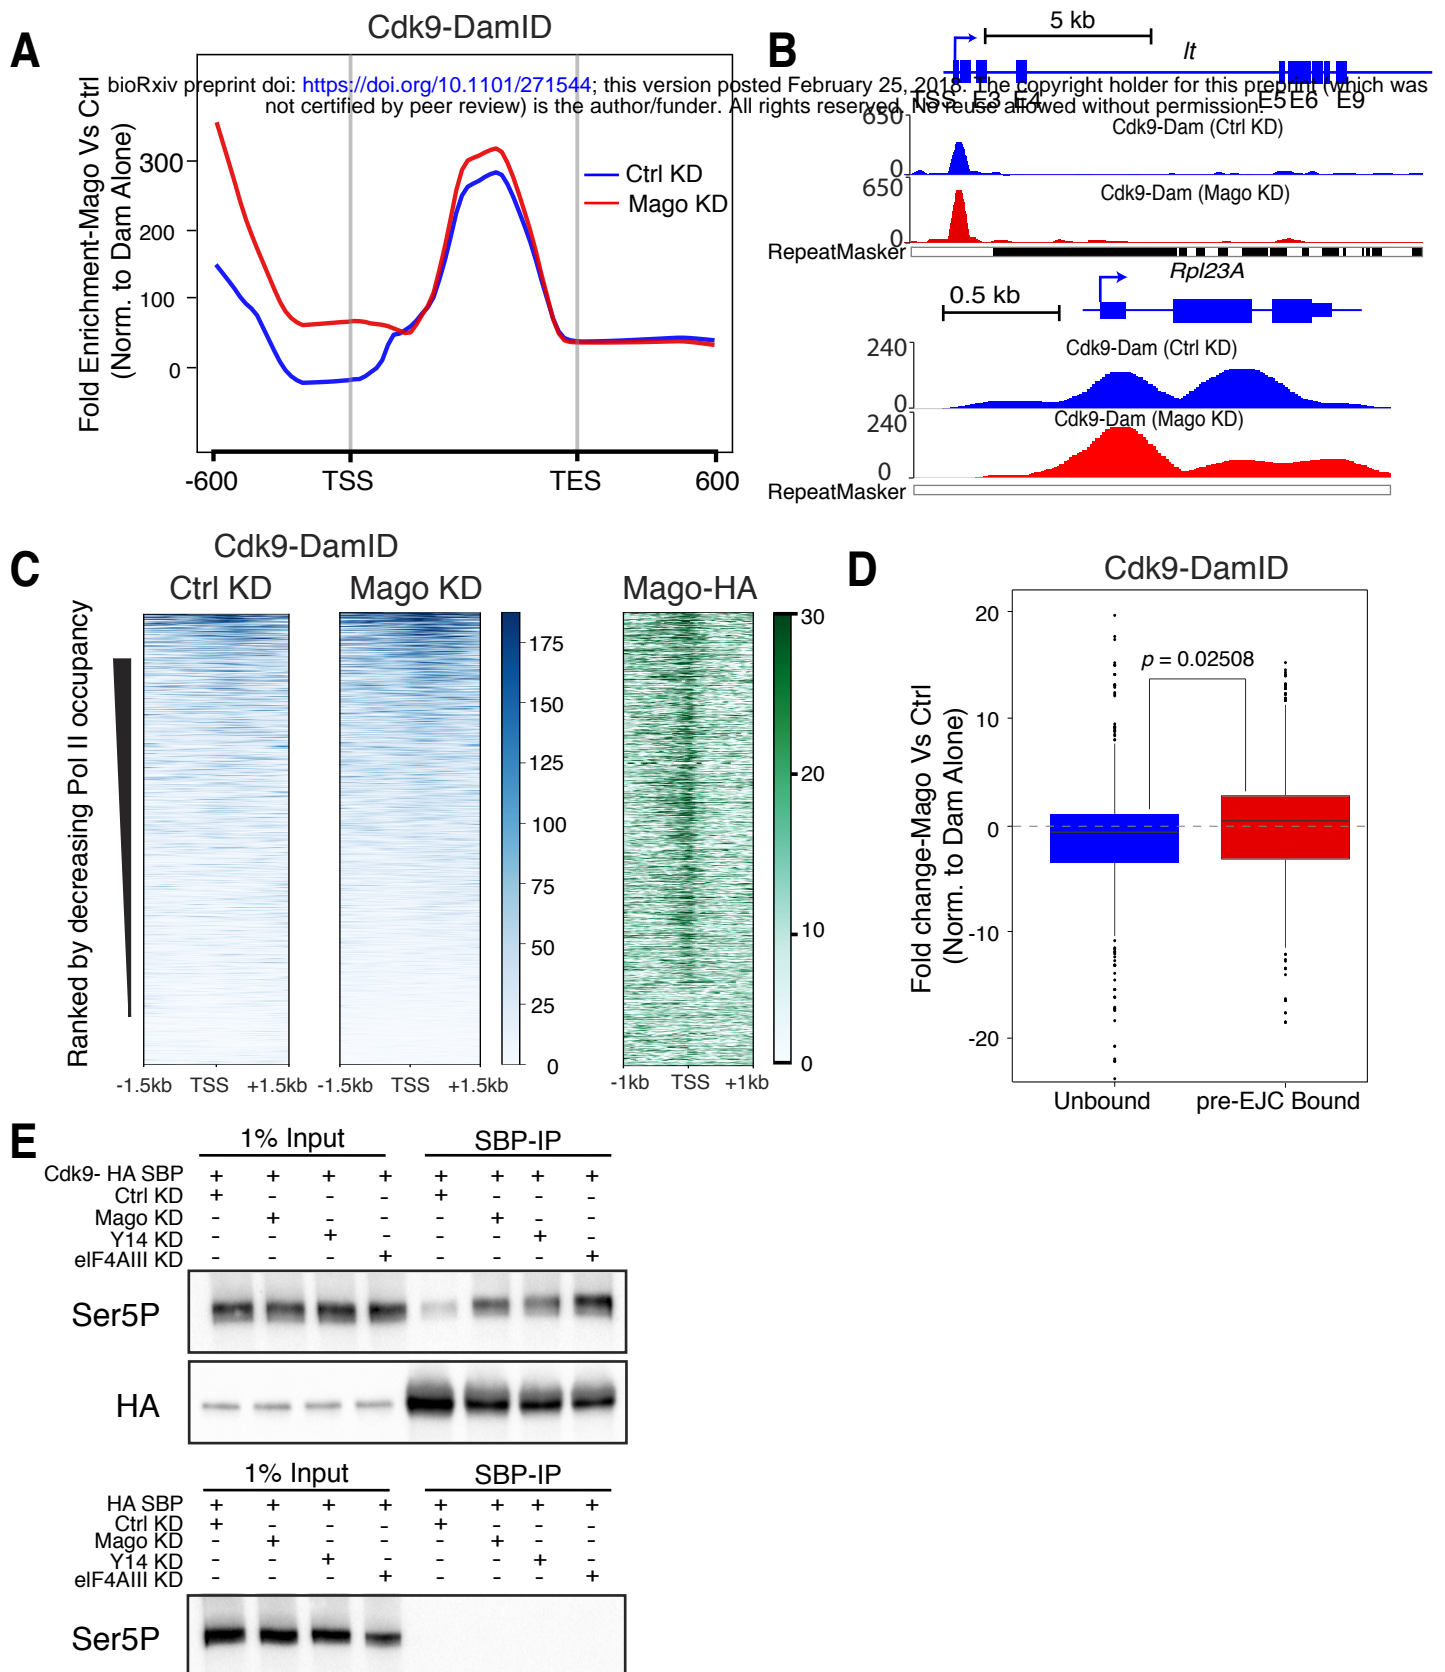 A
Cdk9-DamID
Fold Enrichment-Mago Vs Ctrl
(Norm. to Dam Alone)
300
200
100
0
Ctrl KD
Mago KD
-600
TSS
TES
600
bioRxiv preprint doi: https://doi.org/10.1101/271544; this version posted February 25, 2018. The copyright holder for this preprint (which was
not certified by peer review) is the author/funder. All rights reserved. No reuse allowed without permission.
B
5 kb
lt
TSS E3 E4 E5 E6 E9
650
Cdk9-Dam (Ctrl KD)
0
650
Cdk9-Dam (Mago KD)
0
RepeatMasker
Rpl23A
0.5 kb
240
Cdk9-Dam (Ctrl KD)
0
240
Cdk9-Dam (Mago KD)
0
RepeatMasker
C
Cdk9-DamID
Ctrl KD
Mago KD
Mago-HA
Ranked by decreasing Pol II occupancy
175
150
125
100
75
50
25
0
30
20
10
0
-1.5kb TSS +1.5kb
-1.5kb TSS +1.5kb
-1kb TSS +1kb
D
Cdk9-DamID
Fold change-Mago Vs Ctrl
(Norm. to Dam Alone)
20
10
0
-10
-20
p = 0.02508
Unbound
pre-EJC Bound
E
1% Input
SBP-IP
Cdk9- HA SBP + + + + + + + +
Ctrl KD + - - - + - - -
Mago KD - + - - - + - -
Y14 KD - - + - - - + -
eIF4AIII KD - - - + - - - +
Ser5P
HA
1% Input
SBP-IP
HA SBP + + + + + + + +
Ctrl KD + - - - + - - -
Mago KD - + - - - + - -
Y14 KD - - + - - - + -
eIF4AIII KD - - - + - - - +
Ser5P